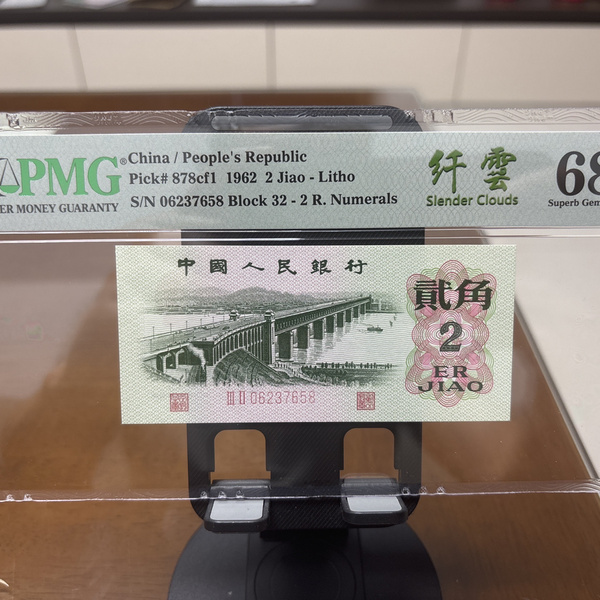 PMG®
ER MONEY GUARANTY
China / People's Republic
Pick# 878cf1 1962 2 Jiao - Litho
S/N 06237658 Block 32 - 2 R. Numerals
纤雲
Slender Clouds
68
Superb Gem
中國人民銀行
貳角
2
ER
JIAO
III II 06237658